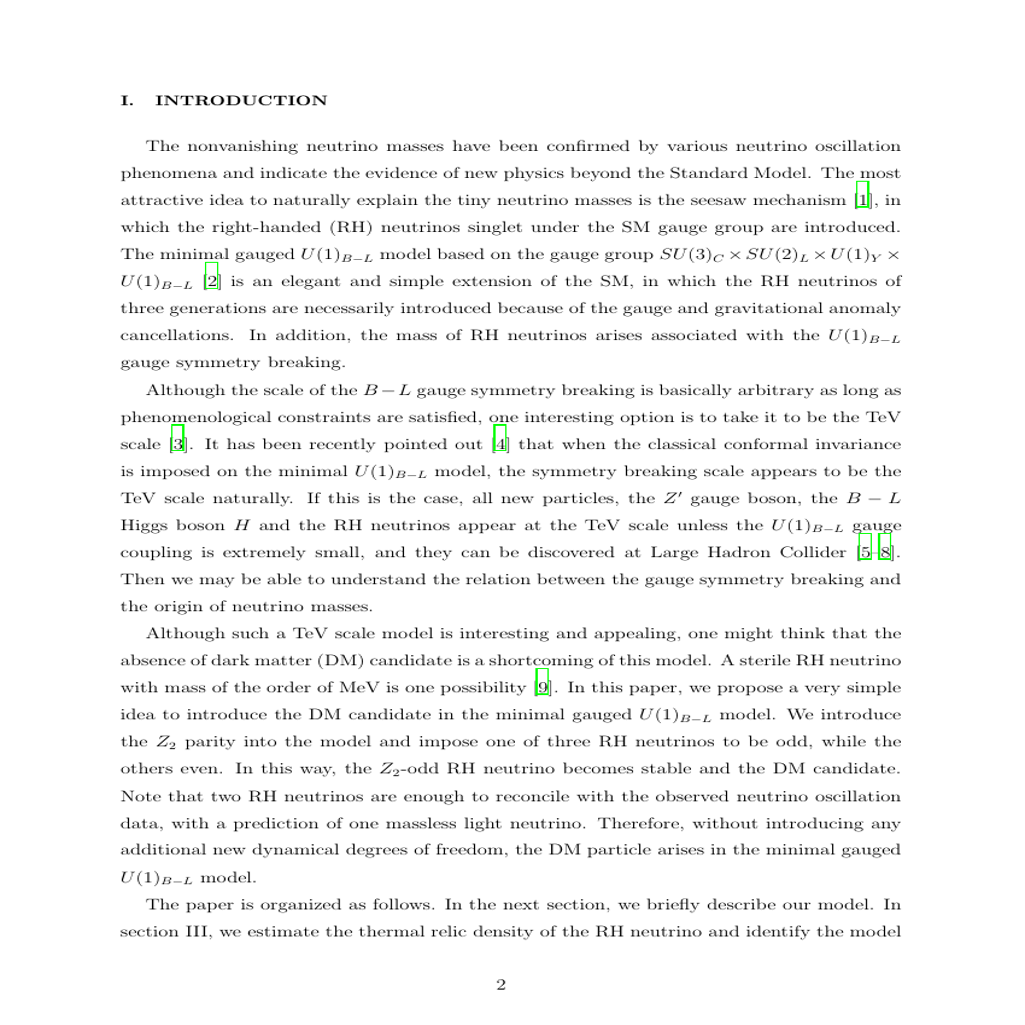 I. INTRODUCTION
The nonvanishing neutrino masses have been confirmed by various neutrino oscillation
phenomena and indicate the evidence of new physics beyond the Standard Model. The most
attractive idea to naturally explain the tiny neutrino masses is the seesaw mechanism [1], in
which the right-handed (RH) neutrinos singlet under the SM gauge group are introduced.
The minimal gauged $U(1)_{B-L}$ model based on the gauge group $SU(3)_C \times SU(2)_L \times U(1)_Y \times$
$U(1)_{B-L}$ [2] is an elegant and simple extension of the SM, in which the RH neutrinos of
three generations are necessarily introduced because of the gauge and gravitational anomaly
cancellations. In addition, the mass of RH neutrinos arises associated with the $U(1)_{B-L}$
gauge symmetry breaking.
Although the scale of the $B-L$ gauge symmetry breaking is basically arbitrary as long as
phenomenological constraints are satisfied, one interesting option is to take it to be the TeV
scale [3]. It has been recently pointed out [4] that when the classical conformal invariance
is imposed on the minimal $U(1)_{B-L}$ model, the symmetry breaking scale appears to be the
TeV scale naturally. If this is the case, all new particles, the $Z'$ gauge boson, the $B-L$
Higgs boson $H$ and the RH neutrinos appear at the TeV scale unless the $U(1)_{B-L}$ gauge
coupling is extremely small, and they can be discovered at Large Hadron Collider [5–8].
Then we may be able to understand the relation between the gauge symmetry breaking and
the origin of neutrino masses.
Although such a TeV scale model is interesting and appealing, one might think that the
absence of dark matter (DM) candidate is a shortcoming of this model. A sterile RH neutrino
with mass of the order of MeV is one possibility [9]. In this paper, we propose a very simple
idea to introduce the DM candidate in the minimal gauged $U(1)_{B-L}$ model. We introduce
the $Z_2$ parity into the model and impose one of three RH neutrinos to be odd, while the
others even. In this way, the $Z_2$-odd RH neutrino becomes stable and the DM candidate.
Note that two RH neutrinos are enough to reconcile with the observed neutrino oscillation
data, with a prediction of one massless light neutrino. Therefore, without introducing any
additional new dynamical degrees of freedom, the DM particle arises in the minimal gauged
$U(1)_{B-L}$ model.
The paper is organized as follows. In the next section, we briefly describe our model. In
section III, we estimate the thermal relic density of the RH neutrino and identify the model
2